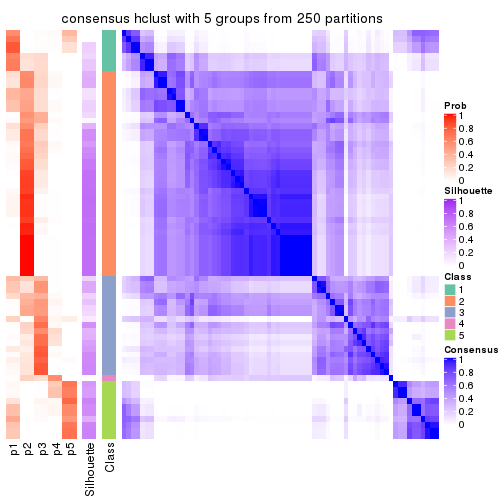 consensus hclust with 5 groups from 250 partitions
Prob
1
0.8
0.6
0.4
0.2
0
Silhouette
1
0.8
0.6
0.4
0.2
0
Class
1
2
3
4
5
Consensus
1
0.8
0.6
0.4
0.2
0
p1
p2
p3
p4
p5
Silhouette
Class